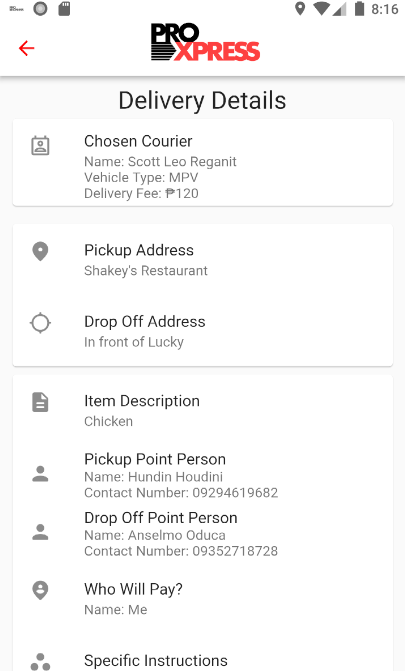 8:16
PRO
XPRESS
Delivery Details
Chosen Courier
Name: Scott Leo Reganit
Vehicle Type: MPV
Delivery Fee: ₱120
Pickup Address
Shakey's Restaurant
Drop Off Address
In front of Lucky
Item Description
Chicken
Pickup Point Person
Name: Hundin Houdini
Contact Number: 09294619682
Drop Off Point Person
Name: Anselmo Oduca
Contact Number: 09352718728
Who Will Pay?
Name: Me
Specific Instructions